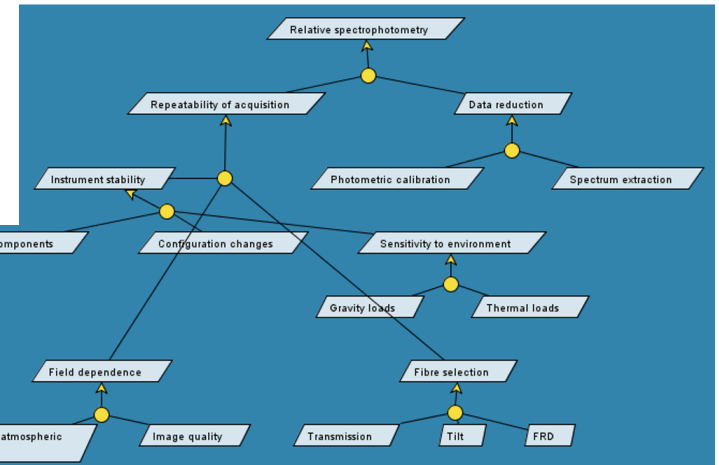 Relative spectrophotometry
Repeatability of acquisition
Data reduction
Instrument stability
Photometric calibration
Spectrum extraction
omponents
Configuration changes
Sensitivity to environment
Gravity loads
Thermal loads
Field dependence
Fibre selection
atmospheric
Image quality
Transmission
Tilt
FRD